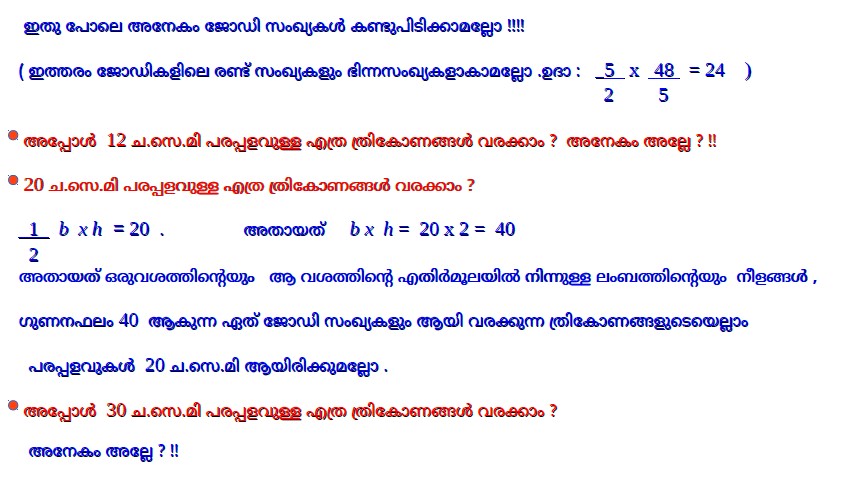 ഇതു പോലെ അനേകം ജോഡി സംഖ്യകൾ കണ്ടുപിടിക്കാമല്ലോ !!!!
( ഇത്തരം ജോഡികളിലെ രണ്ട് സംഖ്യകളും ഭിന്നസംഖ്യകളാകാമല്ലോ .ഉദാ : 5/2 x 48/5 = 24 )
അപ്പോൾ 12 ച.സെ.മി പരപ്പളവുള്ള എത്ര ത്രികോണങ്ങൾ വരക്കാം ? അനേകം അല്ലേ ? !!
20 ച.സെ.മി പരപ്പളവുള്ള എത്ര ത്രികോണങ്ങൾ വരക്കാം ?
1/2 b x h = 20 . അതായത് b x h = 20 x 2 = 40
അതായത് ഒരുവശത്തിന്റെയും ആ വശത്തിന്റെ എതിർമൂലയിൽ നിന്നുള്ള ലംബത്തിന്റെയും നീളങ്ങൾ ,
ഗുണനഫലം 40 ആകുന്ന ഏത് ജോഡി സംഖ്യകളും ആയി വരക്കുന്ന ത്രികോണങ്ങളുടെയെല്ലാം
പരപ്പളവുകൾ 20 ച.സെ.മി ആയിരിക്കുമല്ലോ .
അപ്പോൾ 30 ച.സെ.മി പരപ്പളവുള്ള എത്ര ത്രികോണങ്ങൾ വരക്കാം ?
അനേകം അല്ലേ ? !!